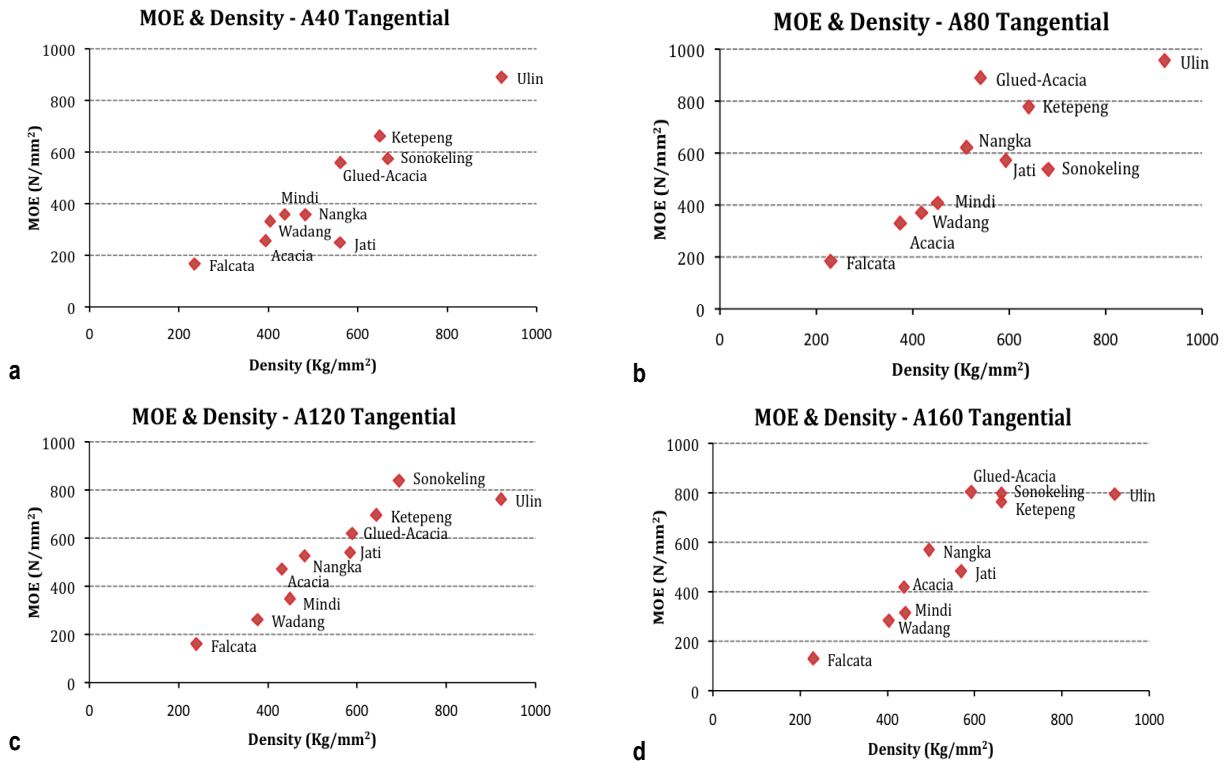 MOE & Density - A40 Tangential
MOE (N/mm²)
1000
800
600
400
200
0
Ulin
Ketepeng
Sonokeling
Glued-Acacia
Mindi
Nangka
Wadang
Jati
Acacia
Falcata
0 200 400 600 800 1000
Density (Kg/mm²)
a
MOE & Density - A80 Tangential
MOE (N/mm²)
1000
800
600
400
200
0
Ulin
Glued-Acacia
Ketepeng
Nangka
Jati
Sonokeling
Mindi
Wadang
Acacia
Falcata
0 200 400 600 800 1000
Density (Kg/mm²)
b
MOE & Density - A120 Tangential
MOE (N/mm²)
1000
800
600
400
200
0
Sonokeling
Ulin
Ketepeng
Glued-Acacia
Jati
Nangka
Acacia
Mindi
Wadang
Falcata
0 200 400 600 800 1000
Density (Kg/mm²)
c
MOE & Density - A160 Tangential
MOE (N/mm²)
1000
800
600
400
200
0
Glued-Acacia
Sonokeling
Ulin
Ketepeng
Nangka
Jati
Acacia
Mindi
Wadang
Falcata
0 200 400 600 800 1000
Density (Kg/mm²)
d